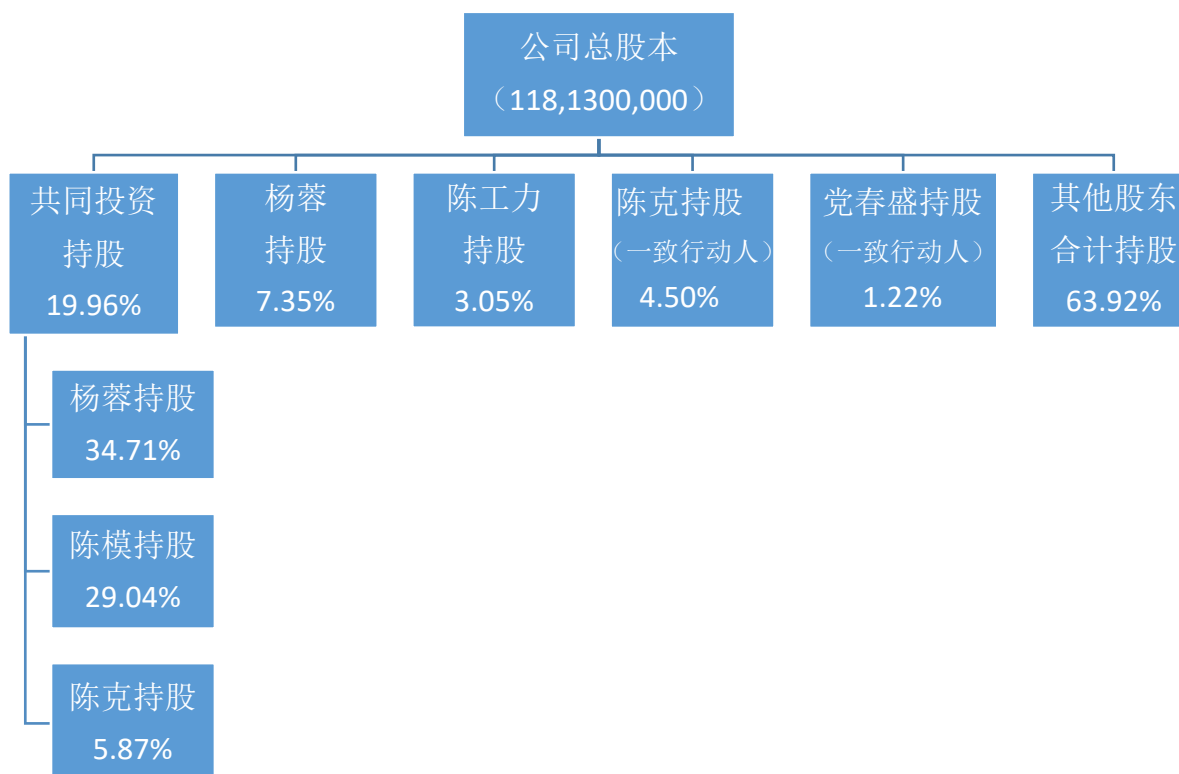 公司总股本
（118,1300,000）
共同投资
持股
19.96%
杨蓉
持股
7.35%
陈工力
持股
3.05%
陈克持股
（一致行动人）
4.50%
党春盛持股
（一致行动人）
1.22%
其他股东
合计持股
63.92%
杨蓉持股
34.71%
陈模持股
29.04%
陈克持股
5.87%